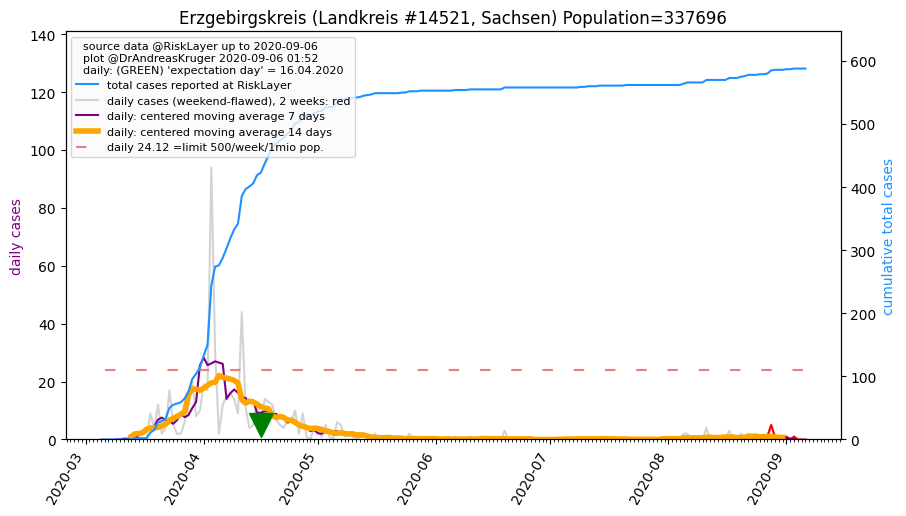 Erzgebirgskreis (Landkreis #14521, Sachsen) Population=337696
source data @RiskLayer up to 2020-09-06
plot @DrAndreasKruger 2020-09-06 01:52
daily: (GREEN) 'expectation day' = 16.04.2020
total cases reported at RiskLayer
daily cases (weekend-flawed), 2 weeks: red
daily: centered moving average 7 days
daily: centered moving average 14 days
daily 24.12 =limit 500/week/1mio pop.
daily cases
140
120
100
80
60
40
20
0
cumulative total cases
600
500
400
300
200
100
0
2020-03
2020-04
2020-05
2020-06
2020-07
2020-08
2020-09